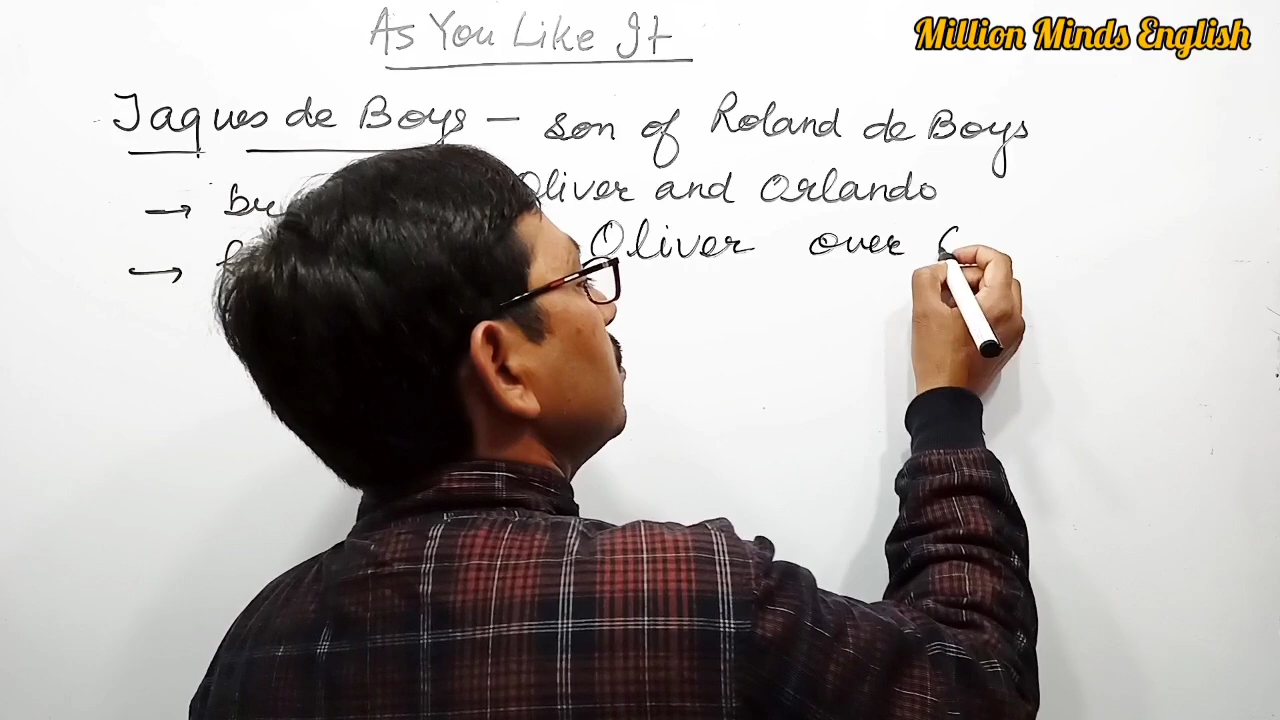 As You Like It
Million Minds English
Jaques de Boys - son of Roland de Boys
→ Oliver and Orlando
→ Oliver over